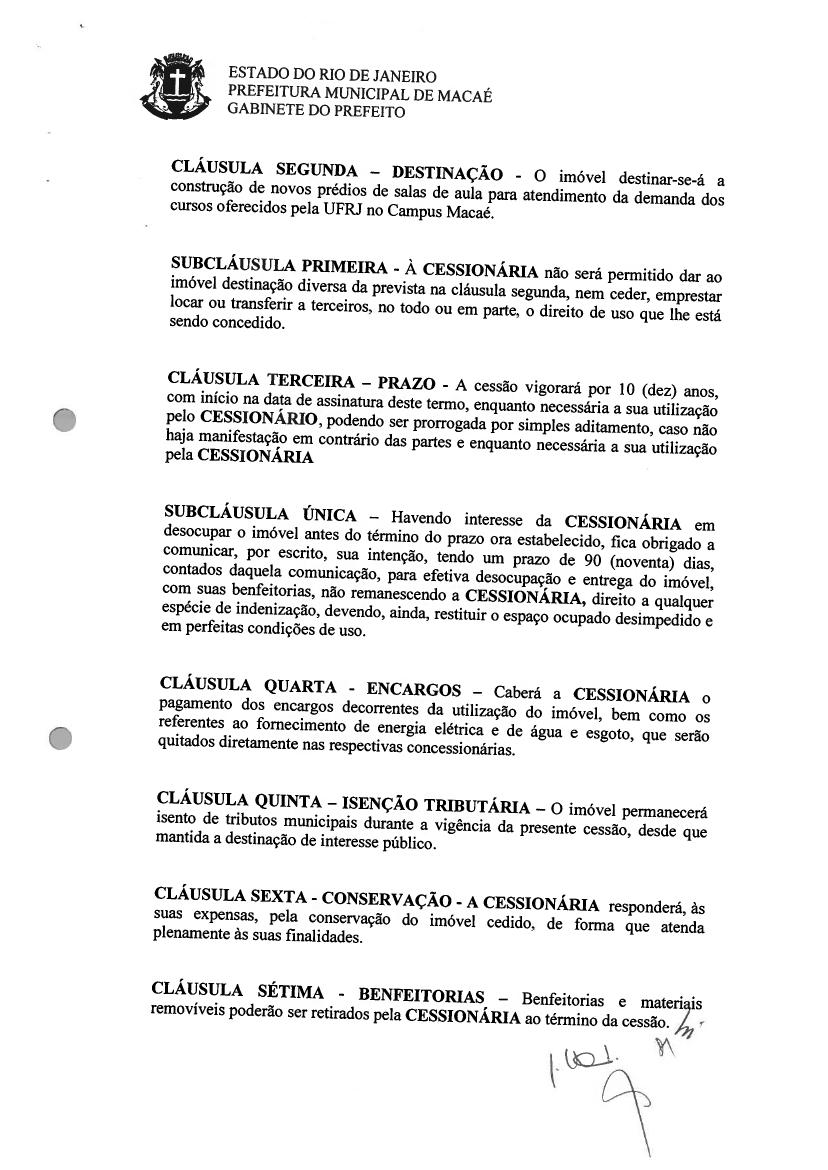 ESTADO DO RIO DE JANEIRO
PREFEITURA MUNICIPAL DE MACAÉ
GABINETE DO PREFEITO
CLÁUSULA SEGUNDA – DESTINAÇÃO - O imóvel destinar-se-á a
construção de novos prédios de salas de aula para atendimento da demanda dos
cursos oferecidos pela UFRJ no Campus Macaé.
SUBCLÁUSULA PRIMEIRA - À CESSIONÁRIA não será permitido dar ao
imóvel destinação diversa da prevista na cláusula segunda, nem ceder, emprestar
locar ou transferir a terceiros, no todo ou em parte, o direito de uso que lhe está
sendo concedido.
CLÁUSULA TERCEIRA – PRAZO - A cessão vigorará por 10 (dez) anos,
com início na data de assinatura deste termo, enquanto necessária a sua utilização
pelo CESSIONÁRIO, podendo ser prorrogada por simples aditamento, caso não
haja manifestação em contrário das partes e enquanto necessária a sua utilização
pela CESSIONÁRIA
SUBCLÁUSULA ÚNICA – Havendo interesse da CESSIONÁRIA em
desocupar o imóvel antes do término do prazo ora estabelecido, fica obrigado a
comunicar, por escrito, sua intenção, tendo um prazo de 90 (noventa) dias,
contados daquela comunicação, para efetiva desocupação e entrega do imóvel,
com suas benfeitorias, não remanescendo a CESSIONÁRIA, direito a qualquer
espécie de indenização, devendo, ainda, restituir o espaço ocupado desimpedido e
em perfeitas condições de uso.
CLÁUSULA QUARTA - ENCARGOS – Caberá a CESSIONÁRIA o
pagamento dos encargos decorrentes da utilização do imóvel, bem como os
referentes ao fornecimento de energia elétrica e de água e esgoto, que serão
quitados diretamente nas respectivas concessionárias.
CLÁUSULA QUINTA – ISENÇÃO TRIBUTÁRIA – O imóvel permanecerá
isento de tributos municipais durante a vigência da presente cessão, desde que
mantida a destinação de interesse público.
CLÁUSULA SEXTA - CONSERVAÇÃO - A CESSIONÁRIA responderá, às
suas expensas, pela conservação do imóvel cedido, de forma que atenda
plenamente às suas finalidades.
CLÁUSULA SÉTIMA - BENFEITORIAS – Benfeitorias e materiais
removíveis poderão ser retirados pela CESSIONÁRIA ao término da cessão.